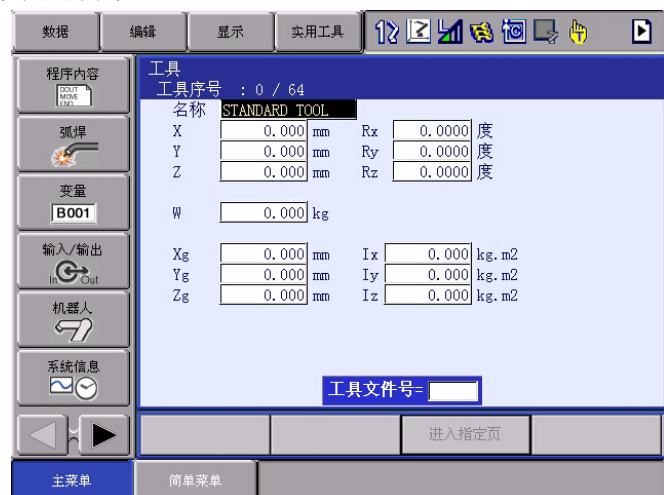 数据 编辑 显示 实用工具
程序内容
DOUT
MOVE
END
弧焊
变量
B001
输入/输出
In Out
机器人
系统信息
工具
工具序号 : 0 / 64
名称 STANDARD TOOL
X 0.000 mm Rx 0.0000 度
Y 0.000 mm Ry 0.0000 度
Z 0.000 mm Rz 0.0000 度
W 0.000 kg
Xg 0.000 mm Ix 0.000 kg.m2
Yg 0.000 mm Iy 0.000 kg.m2
Zg 0.000 mm Iz 0.000 kg.m2
工具文件号=
进入指定页
主菜单 简单菜单